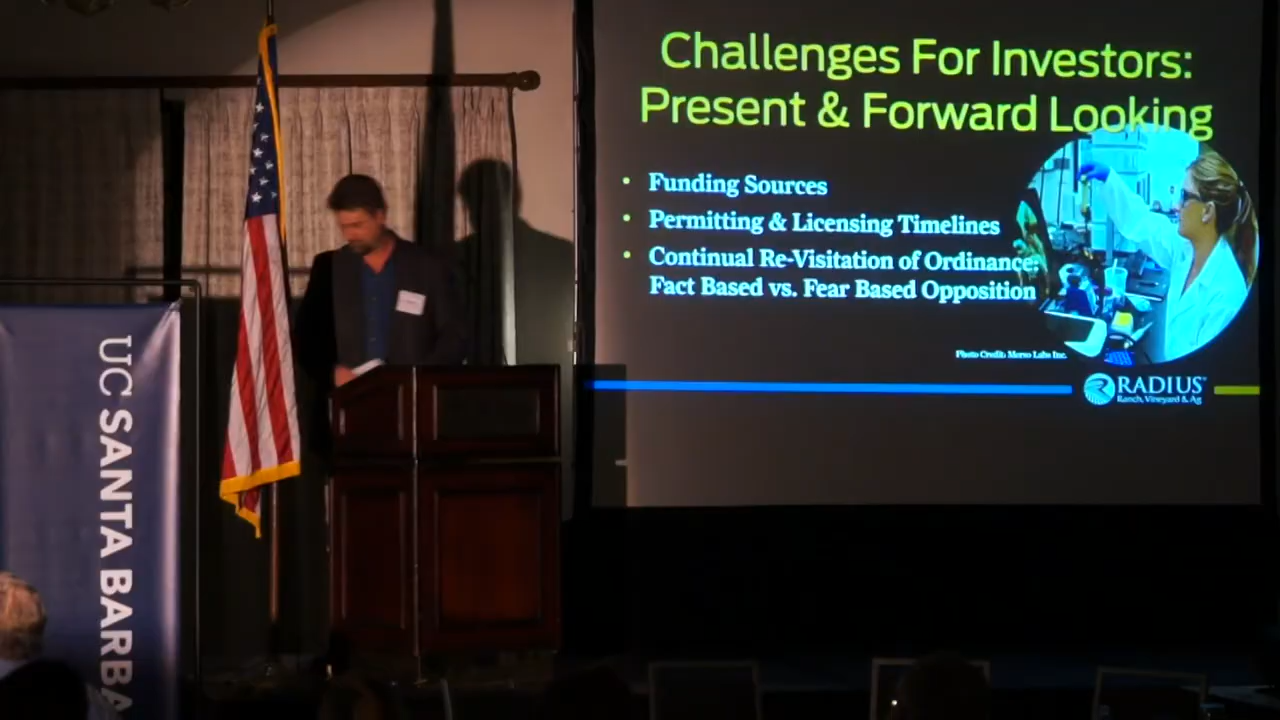 Challenges For Investors:
Present & Forward Looking
• Funding Sources
• Permitting & Licensing Timelines
• Continual Re-Visitation of Ordinance:
Fact Based vs. Fear Based Opposition
Photo Credit: Merso Labs Inc.
RADIUS™
Ranch, Vineyard & Ag
UC SANTA BARBA